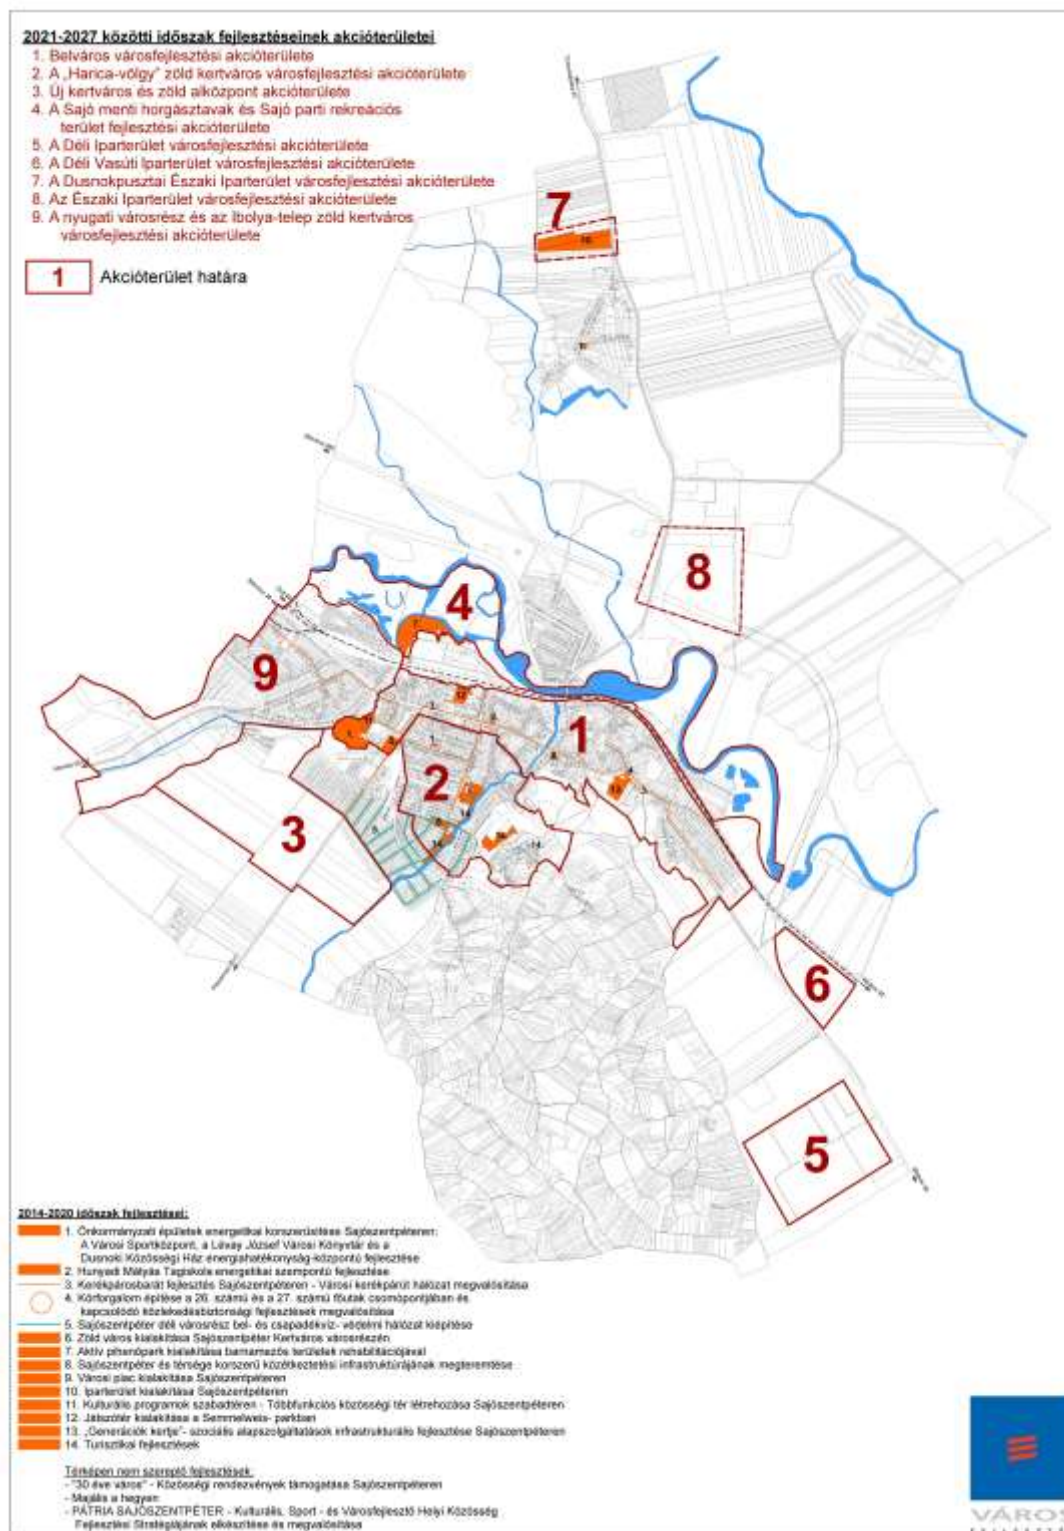 2021-2027 közötti időszak fejlesztéseinek akcióterületei
1. Belváros városfejlesztési akcióterülete
2. A „Harica-völgy" zöld kertváros városfejlesztési akcióterülete
3. Új kertváros és zöld alközpont akcióterülete
4. A Sajó menti horgásztavak és Sajó parti rekreációs
terület fejlesztési akcióterülete
5. A Déli Iparterület városfejlesztési akcióterülete
6. A Déli Vasúti Iparterület városfejlesztési akcióterülete
7. A Dusnokpusztai Északi Iparterület városfejlesztési akcióterülete
8. Az Északi Iparterület városfejlesztési akcióterülete
9. A nyugati városrész és az Ibolya-telep zöld kertváros
városfejlesztési akcióterülete
1 Akcióterület határa
7
8
4
9
1
2
3
6
5
2014-2020 időszak fejlesztései:
1. Önkormányzati épületek energetikai korszerűsítése Sajószentpéteren:
A Városi Sportközpont, a Lévay József Városi Könyvtár és a
Dusnoki Közösségi Ház energiahatékonyság-központú fejlesztése
2. Hunyadi Mátyás Tagiskola energetikai szempontú fejlesztése
3. Kerékpárosbarát fejlesztés Sajószentpéteren - Városi kerékpárút hálózat megvalósítása
4. Körforgalom építése a 26. számú és a 27. számú főutak csomópontjában és
kapcsolódó közlekedésbiztonsági fejlesztések megvalósítása
5. Sajószentpéter déli városrész bel- és csapadékvíz- védelmi hálózat kiépítése
6. Zöld város kialakítása Sajószentpéter Kertváros városrészén
7. Aktív pihenőpark kialakítása barnamezős területek rehabilitációjával
8. Sajószentpéter és térsége korszerű közétkeztetési infrastruktúrájának megteremtése
9. Városi piac kialakítása Sajószentpéteren
10. Iparterület kialakítása Sajószentpéteren
11. Kulturális programok szabadtéren - Többfunkciós közösségi tér létrehozása Sajószentpéteren
12. Játszótér kialakítása a Semmelweis- parkban
13. „Generációk kertje"- szociális alapszolgáltatások infrastrukturális fejlesztése Sajószentpéteren
14. Turisztikai fejlesztések
Térképen nem szereplő fejlesztések:
- "30 éve város" - Közösségi rendezvények támogatása Sajószentpéteren
- Majális a hegyen
- PÁTRIA SAJÓSZENTPÉTER - Kulturális, Sport - és Városfejlesztő Helyi Közösség
Fejlesztési Stratégiájának elkészítése és megvalósítása
VÁROS